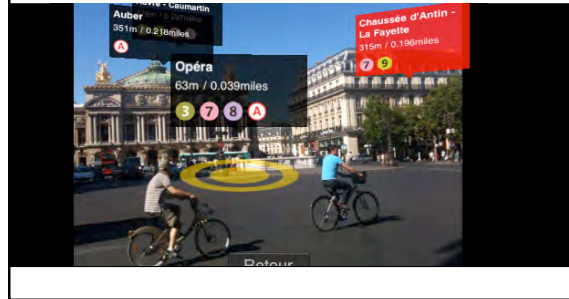 Caumartin
Auber
351m / 0.218miles
A
Opéra
63m / 0.039miles
3 7 8 A
Chaussée d'Antin -
La Fayette
315m / 0.196miles
7 9
Retour